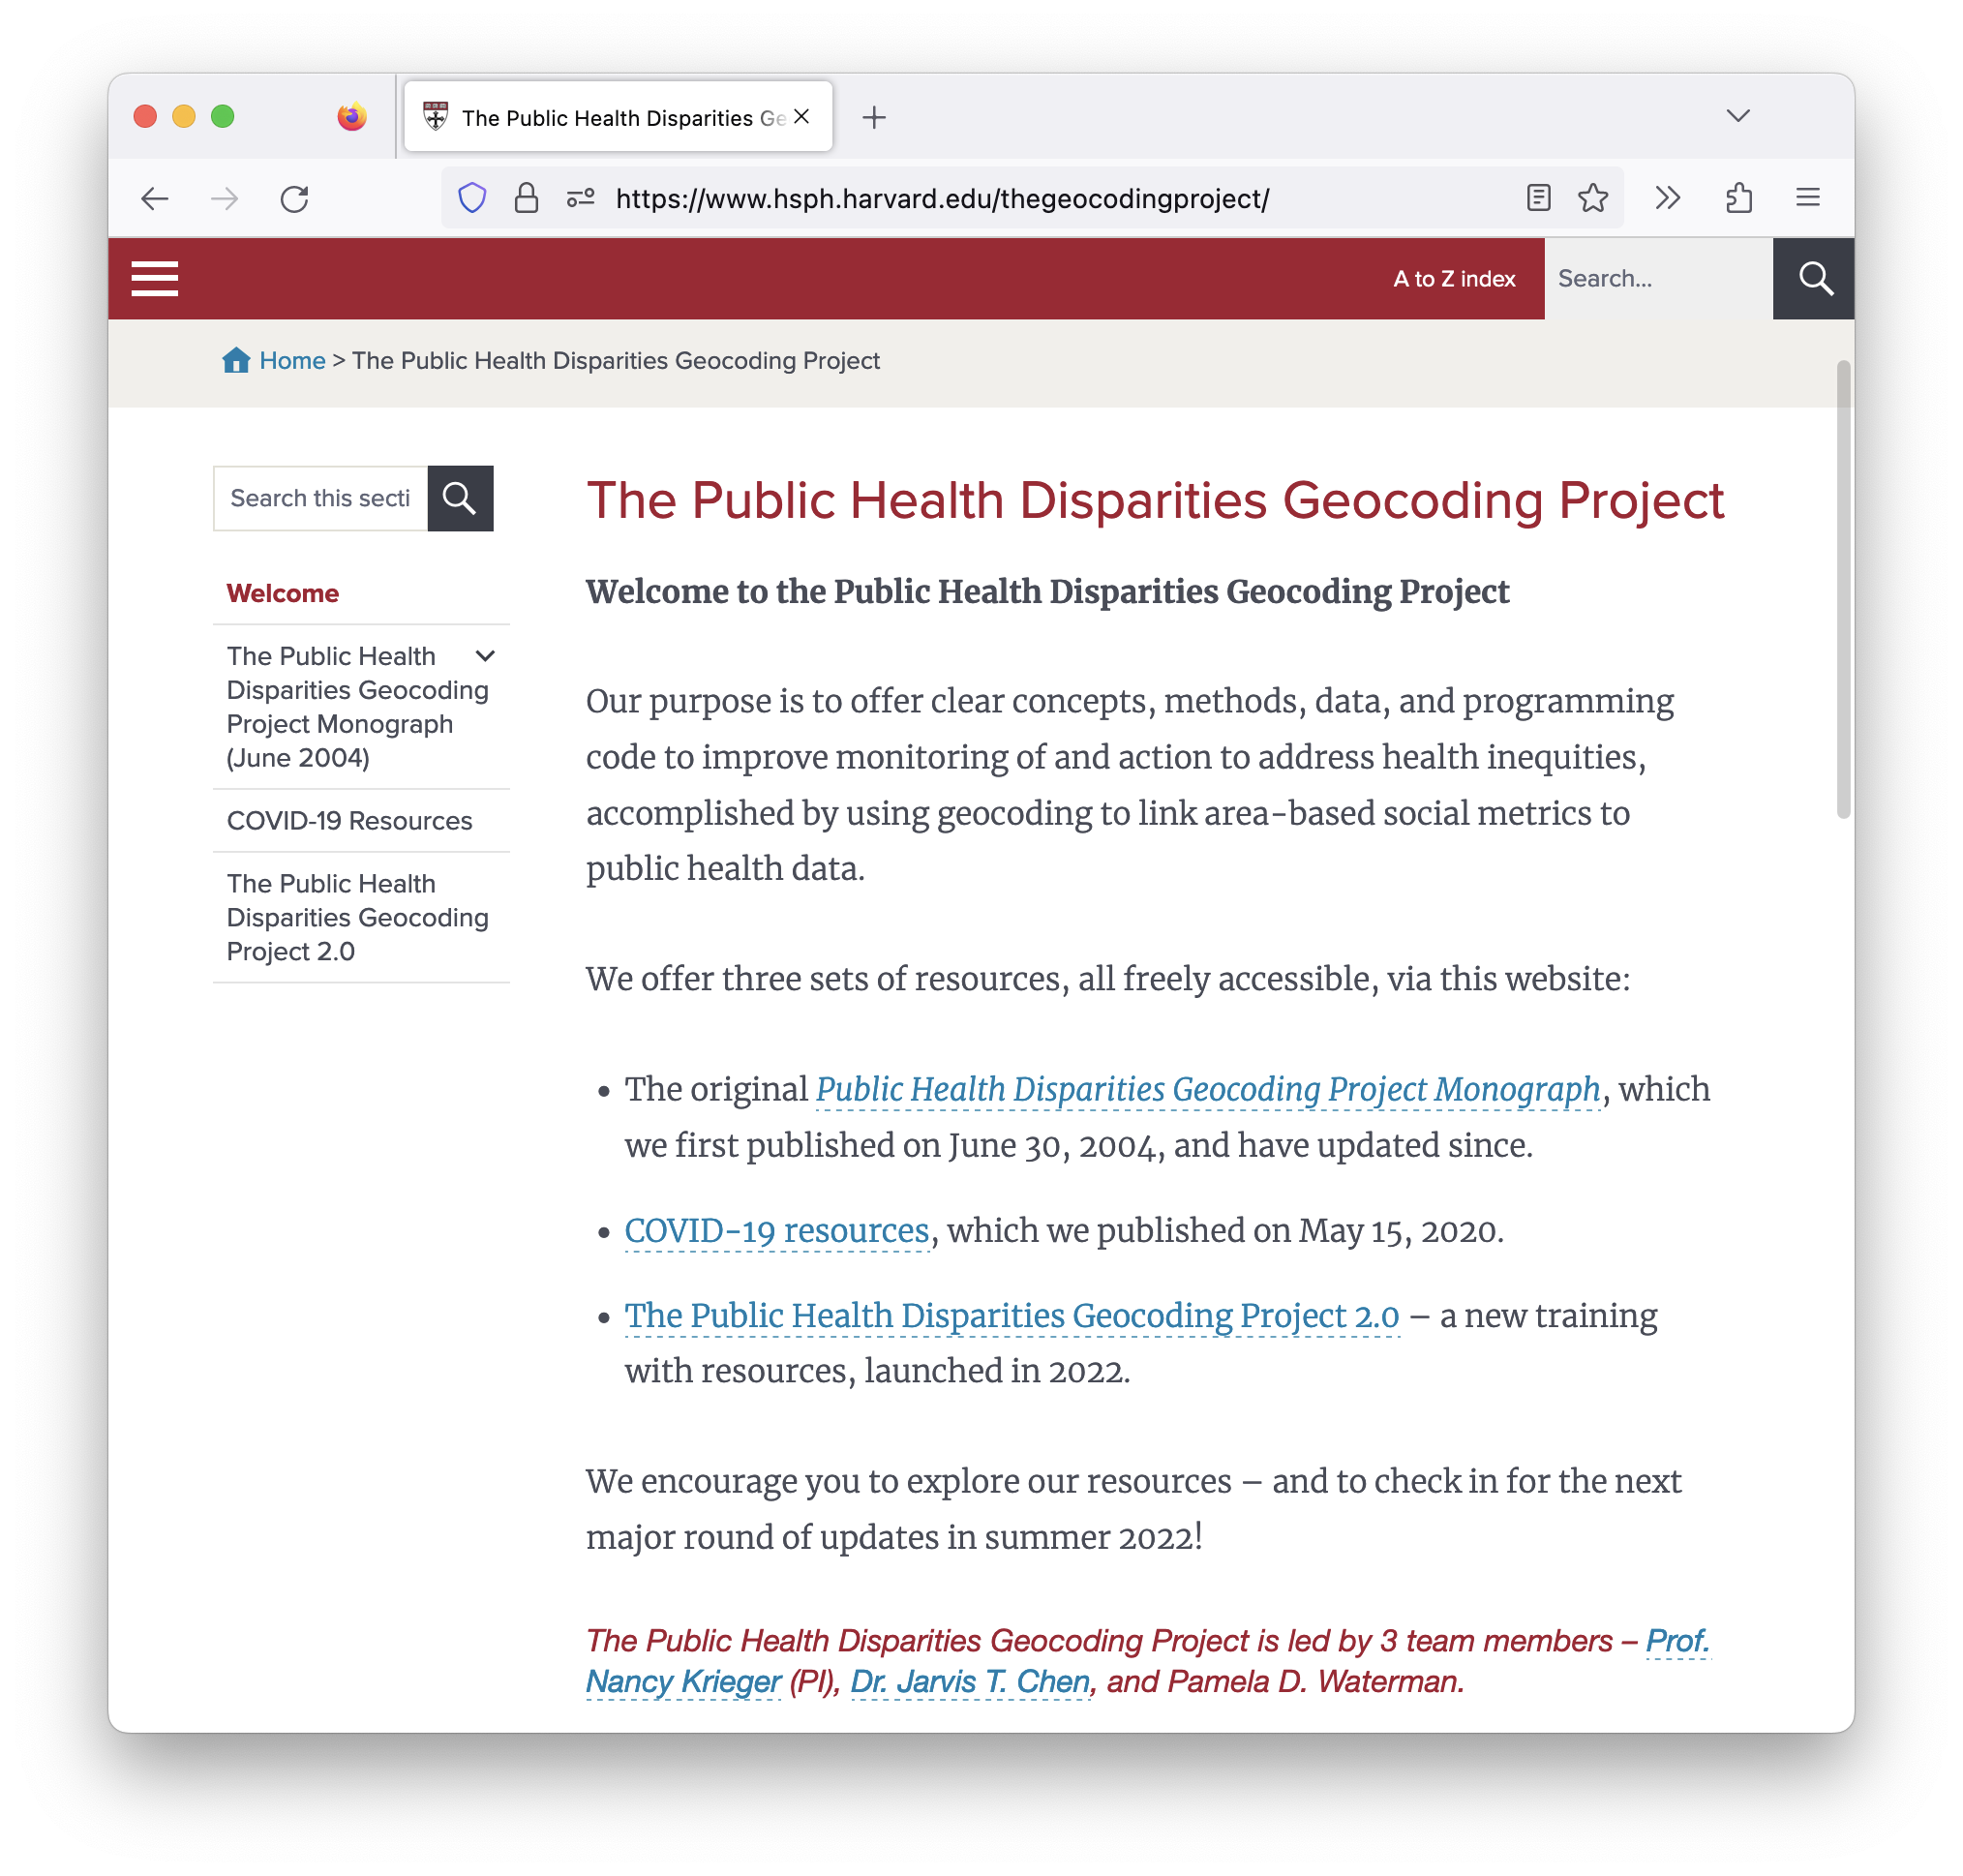 The Public Health Disparities Ge
https://www.hsph.harvard.edu/thegeocodingproject/
A to Z index
Search...
Home > The Public Health Disparities Geocoding Project
Search this secti
Welcome
The Public Health
Disparities Geocoding
Project Monograph
(June 2004)
COVID-19 Resources
The Public Health
Disparities Geocoding
Project 2.0
The Public Health Disparities Geocoding Project
Welcome to the Public Health Disparities Geocoding Project
Our purpose is to offer clear concepts, methods, data, and programming
code to improve monitoring of and action to address health inequities,
accomplished by using geocoding to link area-based social metrics to
public health data.
We offer three sets of resources, all freely accessible, via this website:
• The original Public Health Disparities Geocoding Project Monograph, which
we first published on June 30, 2004, and have updated since.
• COVID-19 resources, which we published on May 15, 2020.
• The Public Health Disparities Geocoding Project 2.0 – a new training
with resources, launched in 2022.
We encourage you to explore our resources – and to check in for the next
major round of updates in summer 2022!
The Public Health Disparities Geocoding Project is led by 3 team members – Prof.
Nancy Krieger (PI), Dr. Jarvis T. Chen, and Pamela D. Waterman.